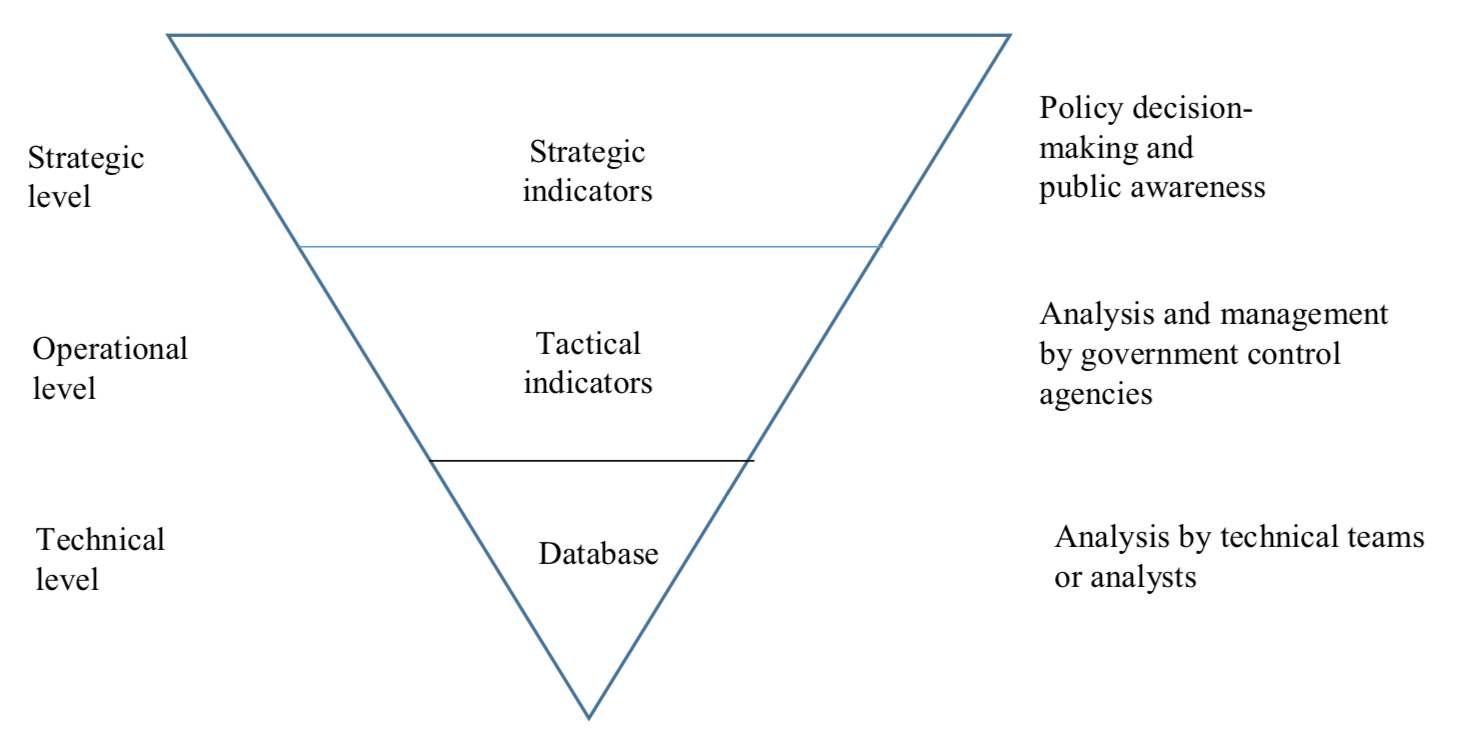 Strategic
level
Strategic
indicators
Policy decision-
making and
public awareness
Operational
level
Tactical
indicators
Analysis and management
by government control
agencies
Technical
level
Database
Analysis by technical teams
or analysts